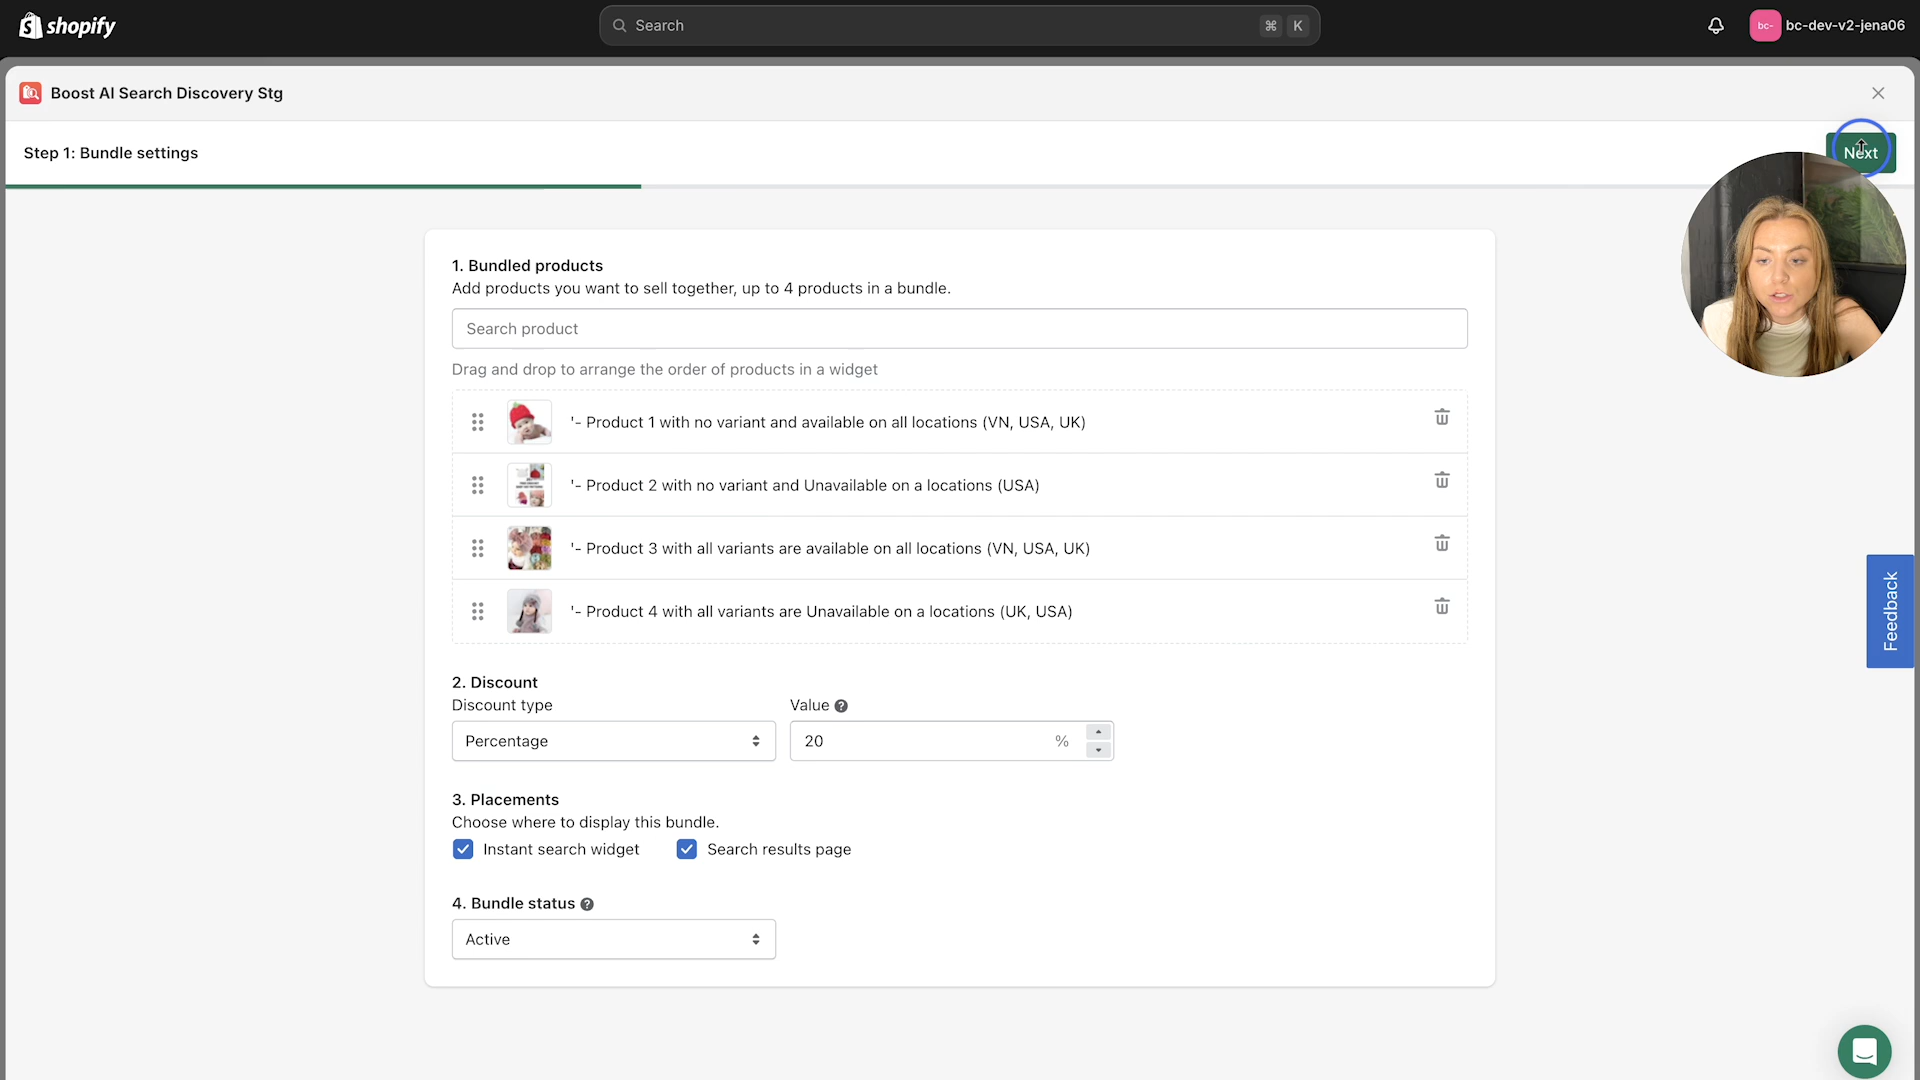 shopify
Search
⌘ K
bc-
bc-dev-v2-jena06
Boost AI Search Discovery Stg
Step 1: Bundle settings
Next
1. Bundled products
Add products you want to sell together, up to 4 products in a bundle.
Search product
Drag and drop to arrange the order of products in a widget
'- Product 1 with no variant and available on all locations (VN, USA, UK)
'- Product 2 with no variant and Unavailable on a locations (USA)
'- Product 3 with all variants are available on all locations (VN, USA, UK)
'- Product 4 with all variants are Unavailable on a locations (UK, USA)
Feedback
2. Discount
Discount type
Value ?
Percentage
20 %
3. Placements
Choose where to display this bundle.
Instant search widget
Search results page
4. Bundle status ?
Active